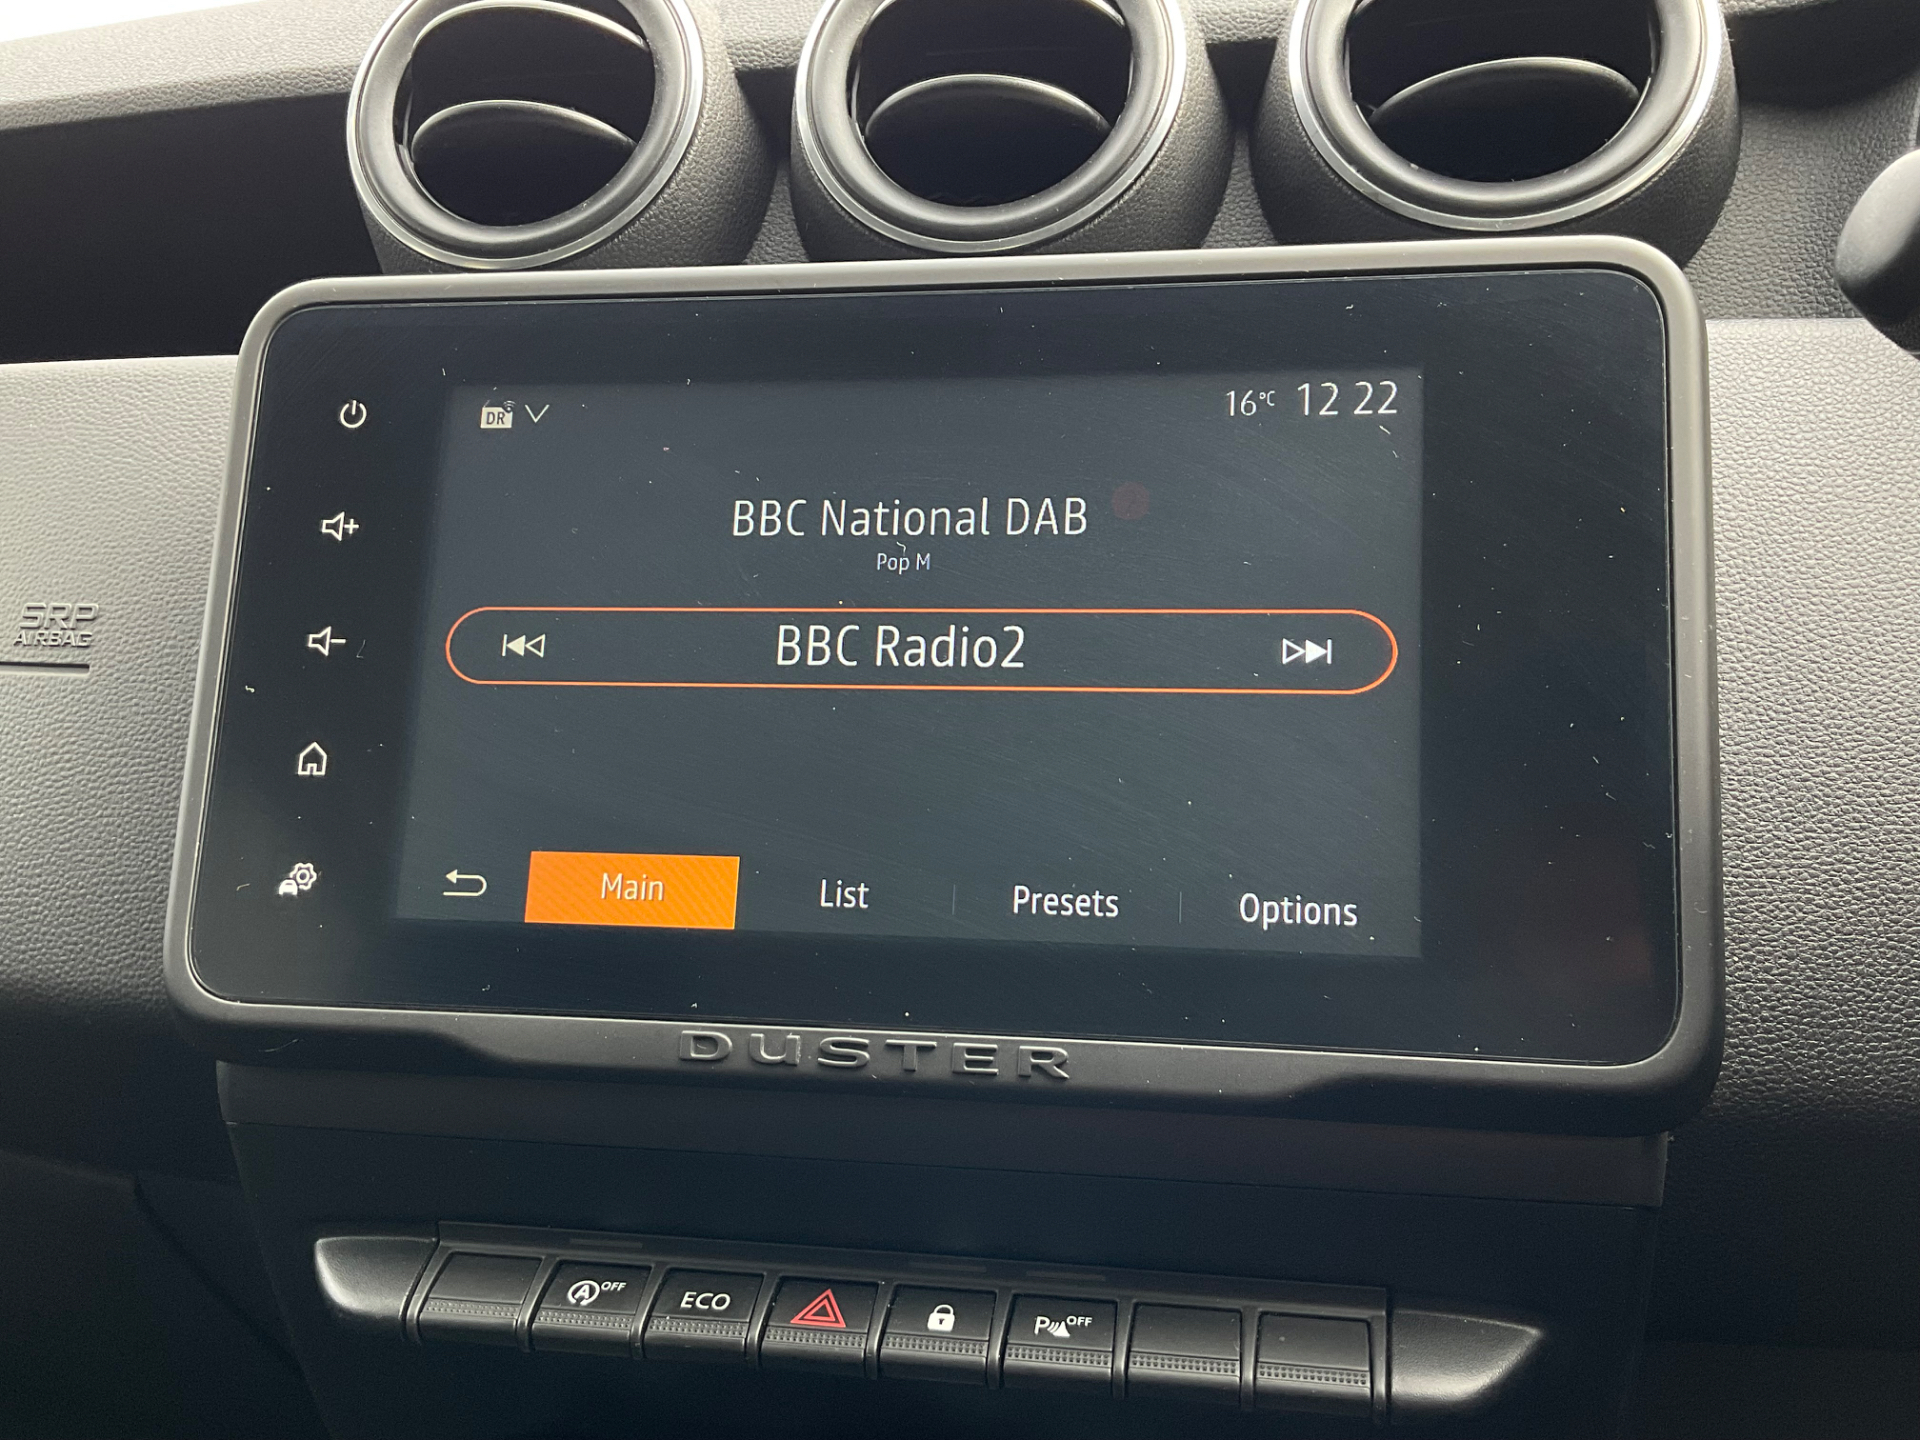 DR
16°C 12 22
BBC National DAB
Pop M
BBC Radio2
SRP
AIRBAG
Main
List
Presets
Options
DUSTER
A OFF
ECO
P OFF